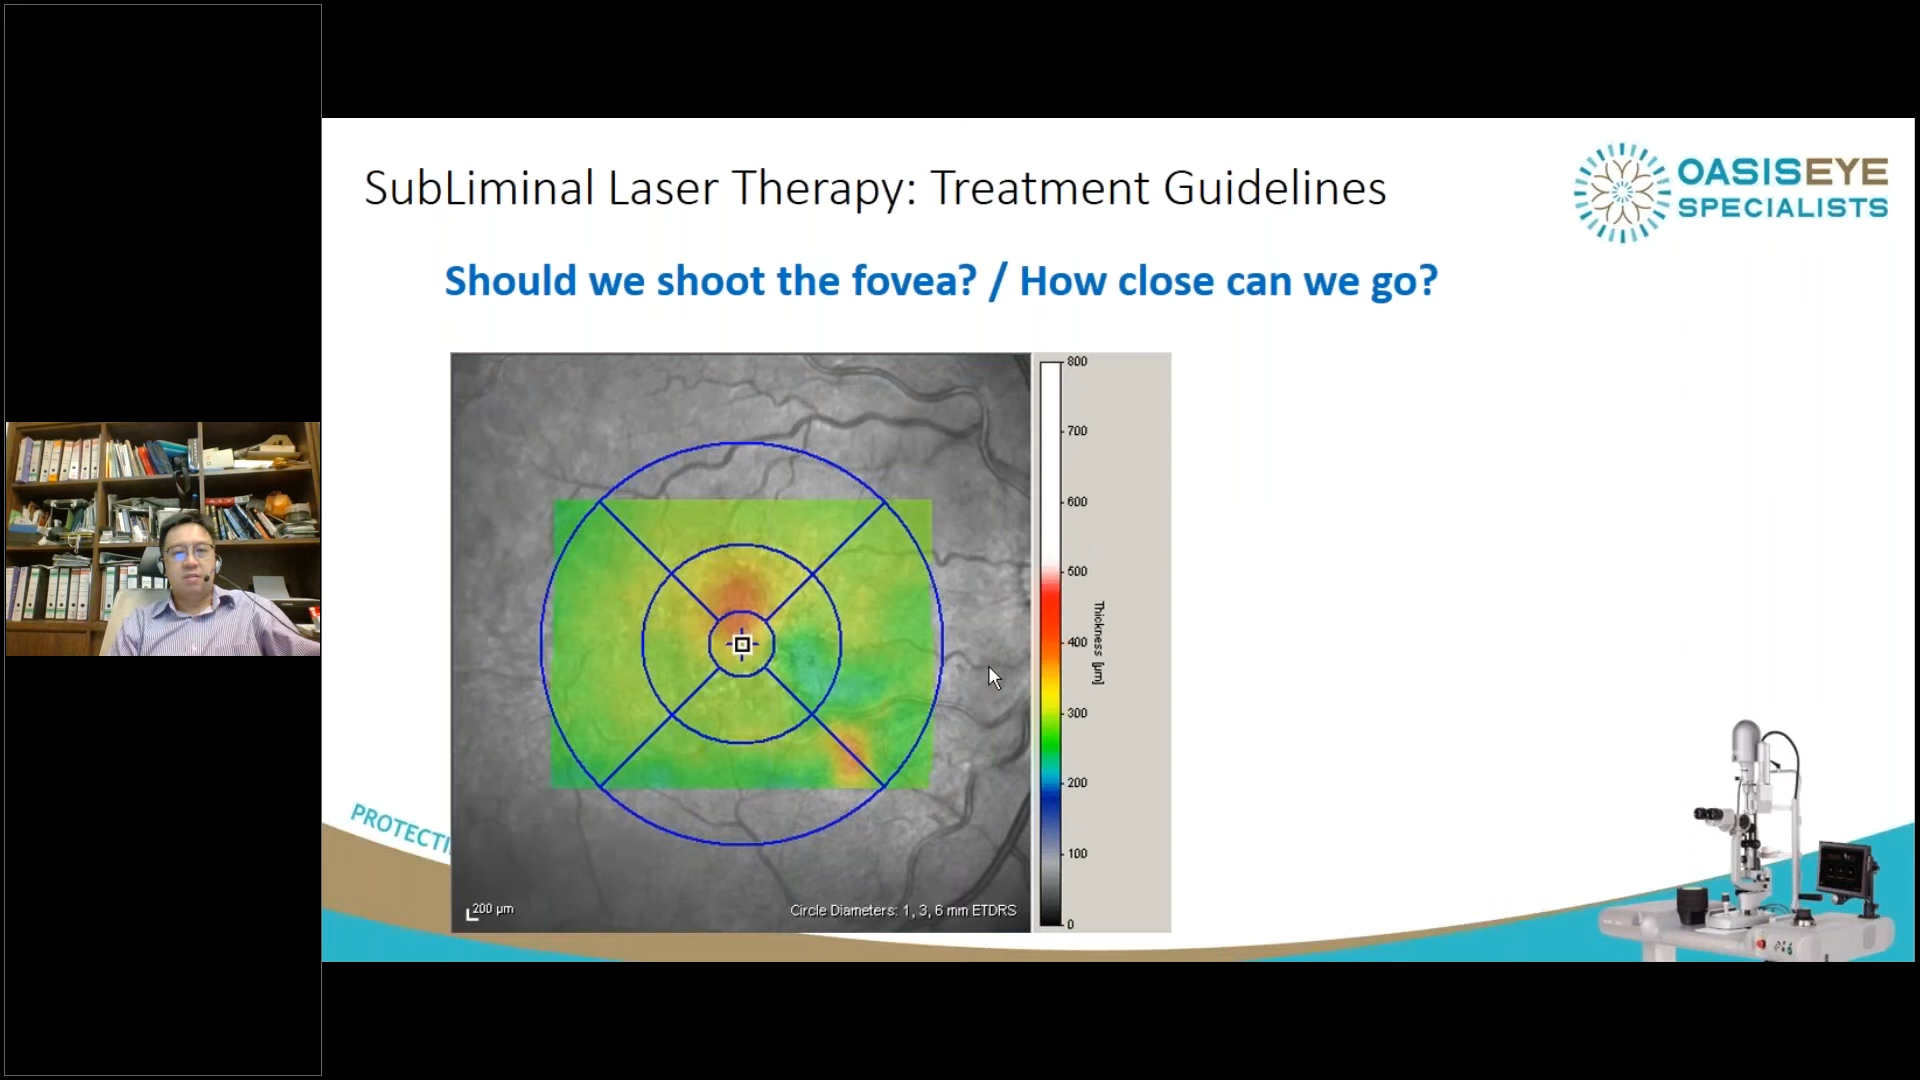 SubLiminal Laser Therapy: Treatment Guidelines
OASISEYE
SPECIALISTS
Should we shoot the fovea? / How close can we go?
800
700
600
500
400
300
200
100
0
Thickness [µm]
200 µm
Circle Diameters: 1, 3, 6 mm ETDRS
PROTECTI